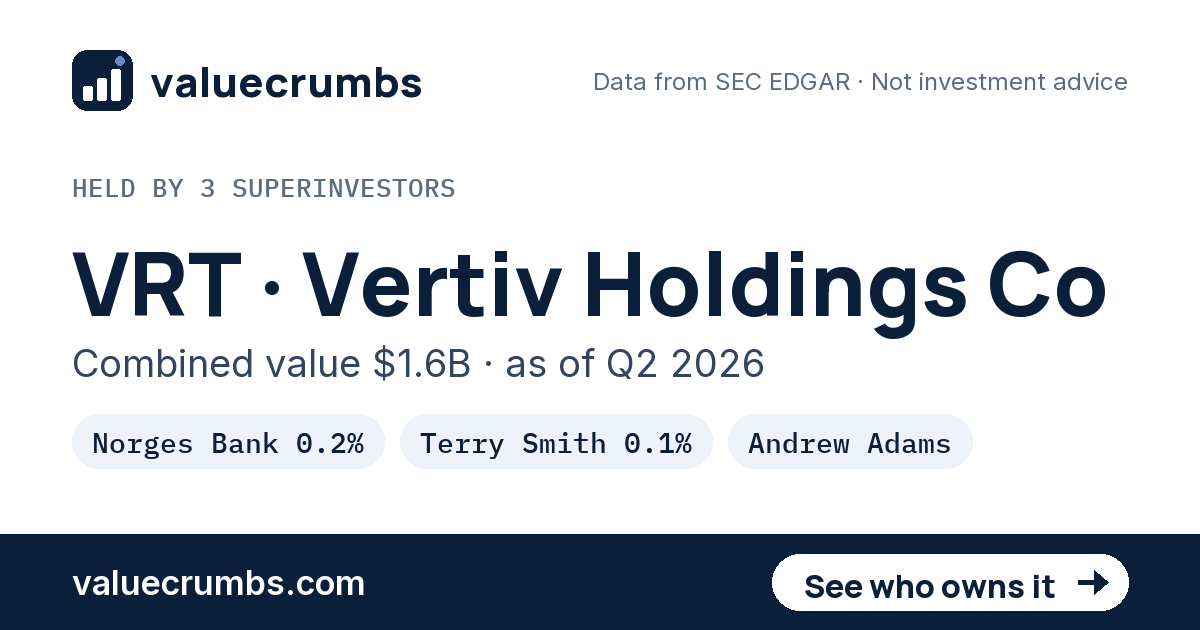 valuecrumbs
Data from SEC EDGAR · Not investment advice
HELD BY 3 SUPERINVESTORS
VRT · Vertiv Holdings Co
Combined value $1.6B · as of Q2 2026
Norges Bank 0.2% Terry Smith 0.1% Andrew Adams
valuecrumbs.com
See who owns it →